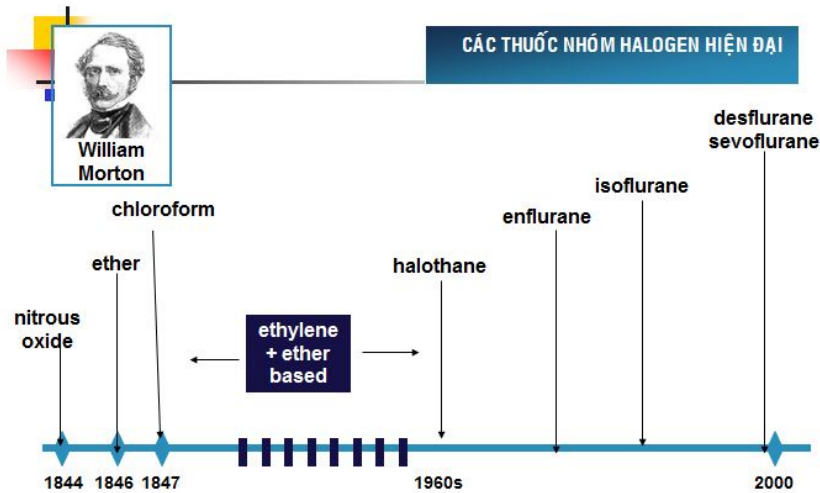 CÁC THUỐC NHÓM HALOGEN HIỆN ĐẠI
William
Morton
desflurane
sevoflurane
isoflurane
chloroform
enflurane
ether
halothane
nitrous
oxide
ethylene
+ ether
based
1844
1846
1847
1960s
2000